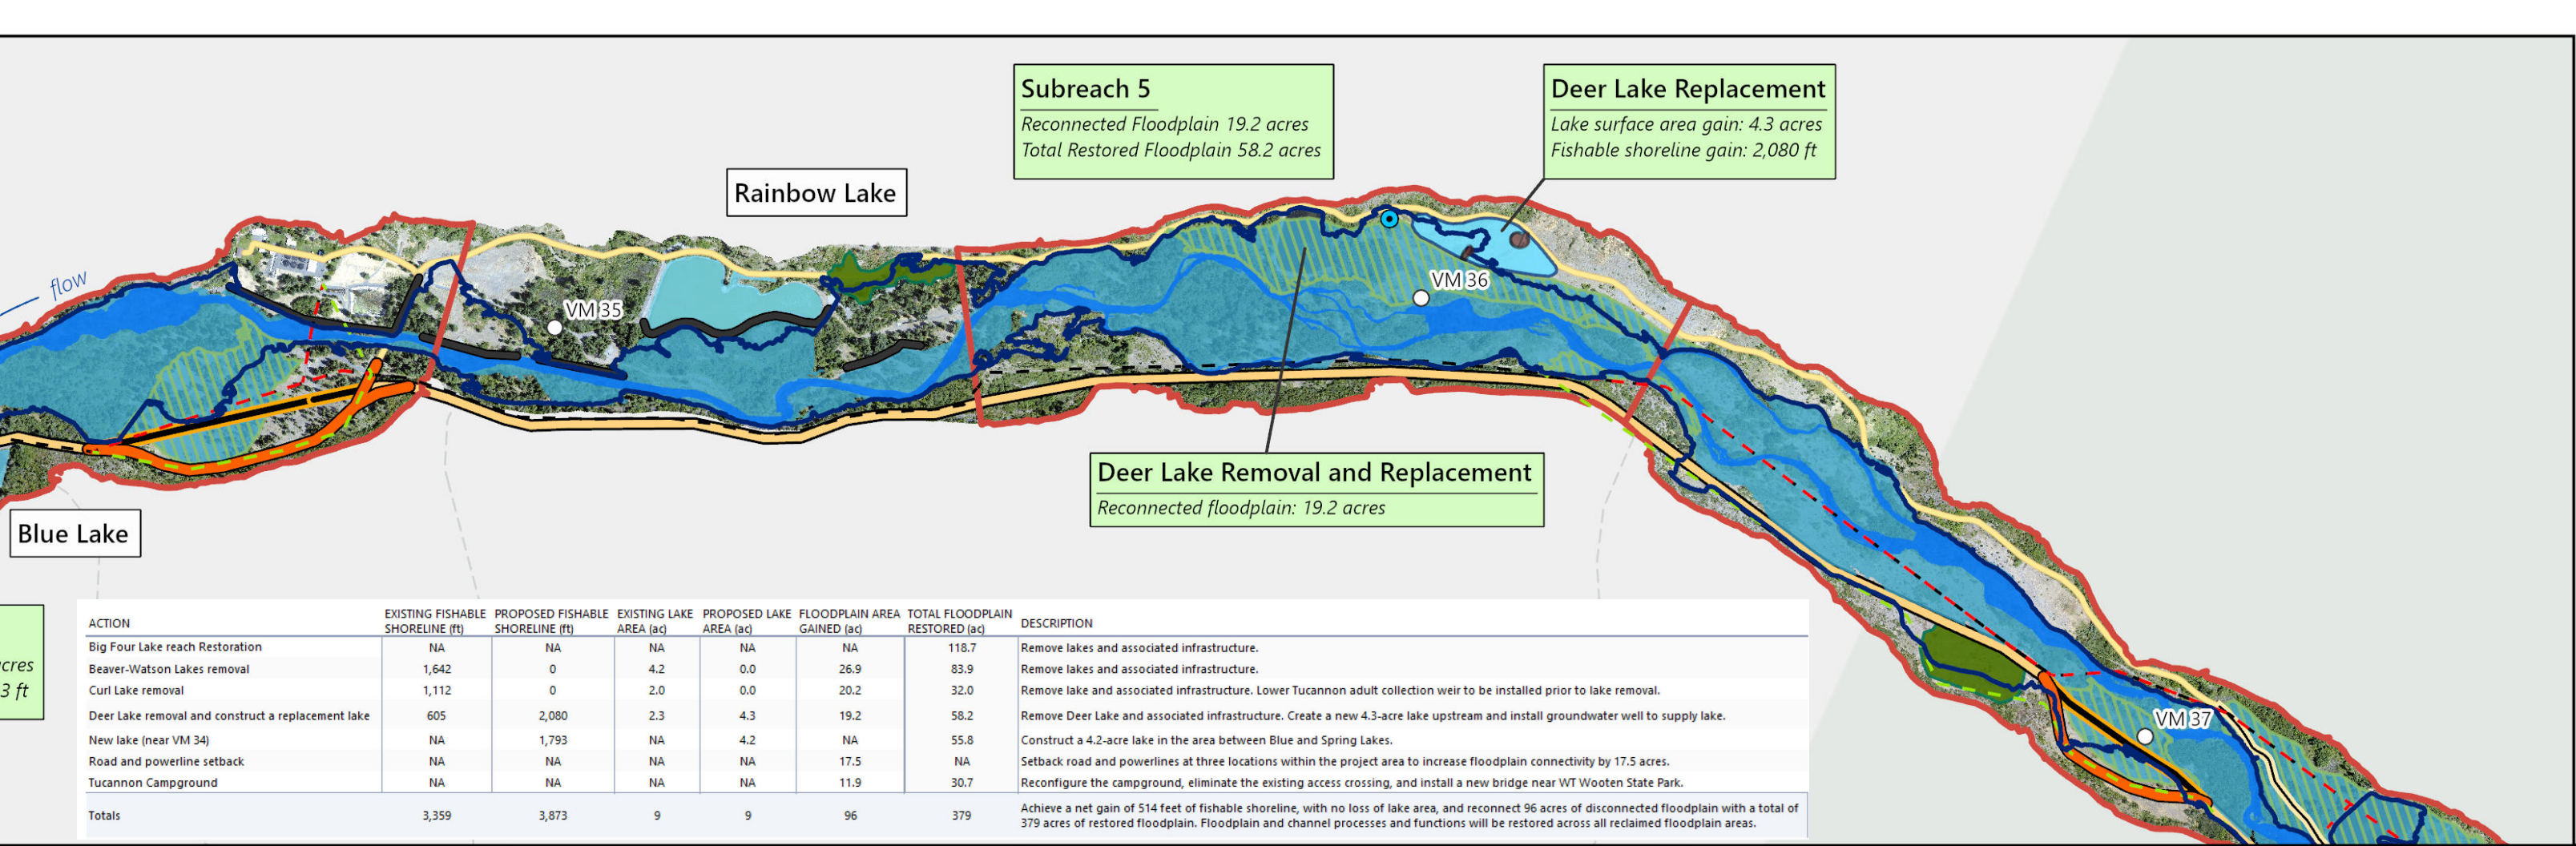 Subreach 5
Reconnected Floodplain 19.2 acres
Total Restored Floodplain 58.2 acres
Deer Lake Replacement
Lake surface area gain: 4.3 acres
Fishable shoreline gain: 2,080 ft
Rainbow Lake
flow
VM 35
VM 36
Deer Lake Removal and Replacement
Reconnected floodplain: 19.2 acres
Blue Lake
cres
3 ft
VM 37
ACTION EXISTING FISHABLE SHORELINE (ft) PROPOSED FISHABLE SHORELINE (ft) EXISTING LAKE AREA (ac) PROPOSED LAKE AREA (ac) FLOODPLAIN AREA GAINED (ac) TOTAL FLOODPLAIN RESTORED (ac) DESCRIPTION
Big Four Lake reach Restoration NA NA NA NA NA 118.7 Remove lakes and associated infrastructure.
Beaver-Watson Lakes removal 1,642 0 4.2 0.0 26.9 83.9 Remove lakes and associated infrastructure.
Curl Lake removal 1,112 0 2.0 0.0 20.2 32.0 Remove lake and associated infrastructure. Lower Tucannon adult collection weir to be installed prior to lake removal.
Deer Lake removal and construct a replacement lake 605 2,080 2.3 4.3 19.2 58.2 Remove Deer Lake and associated infrastructure. Create a new 4.3-acre lake upstream and install groundwater well to supply lake.
New lake (near VM 34) NA 1,793 NA 4.2 NA 55.8 Construct a 4.2-acre lake in the area between Blue and Spring Lakes.
Road and powerline setback NA NA NA NA 17.5 NA Setback road and powerlines at three locations within the project area to increase floodplain connectivity by 17.5 acres.
Tucannon Campground NA NA NA NA 11.9 30.7 Reconfigure the campground, eliminate the existing access crossing, and install a new bridge near WT Wooten State Park.
Totals 3,359 3,873 9 9 96 379 Achieve a net gain of 514 feet of fishable shoreline, with no loss of lake area, and reconnect 96 acres of disconnected floodplain with a total of
379 acres of restored floodplain. Floodplain and channel processes and functions will be restored across all reclaimed floodplain areas.